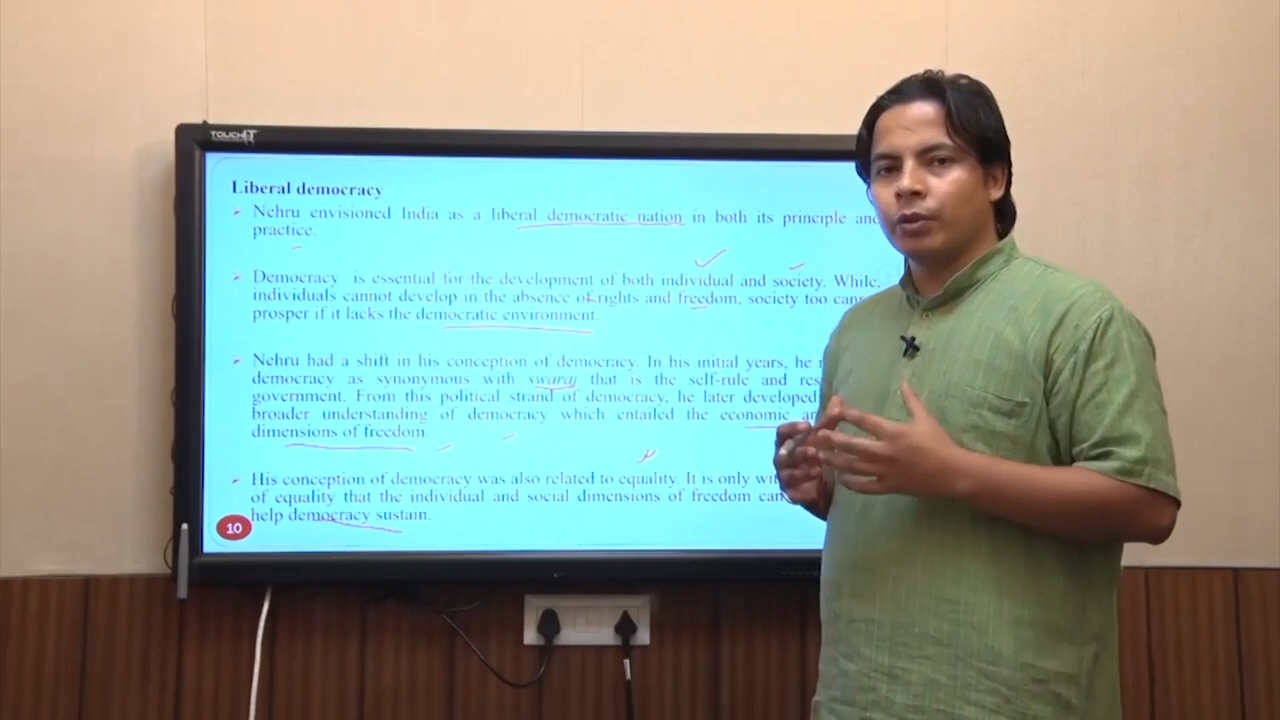 TOUCHIT
Liberal democracy
Nehru envisioned India as a liberal democratic nation in both its principle and
practice.
Democracy is essential for the development of both individual and society. While,
individuals cannot develop in the absence of rights and freedom, society too
prosper if it lacks the democratic environment.
Nehru had a shift in his conception of democracy. In his initial years, he
democracy as synonymous with swaraj that is the self-rule and
government. From this political strand of democracy, he later developed
broader understanding of democracy which entailed the economic
dimensions of freedom.
His conception of democracy was also related to equality. It is only
of equality that the individual and social dimensions of freedom
help democracy sustain.
10